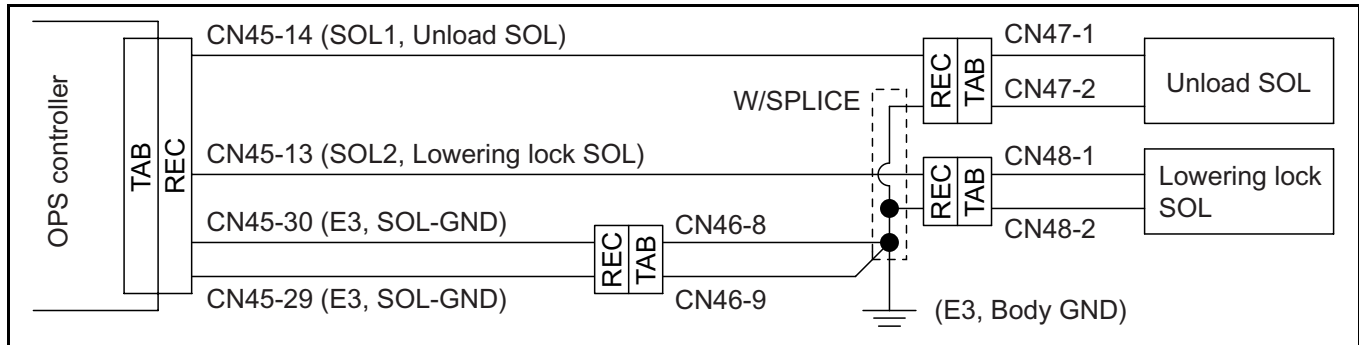 OPS controller
TAB
REC
CN45-14 (SOL1, Unload SOL)
CN45-13 (SOL2, Lowering lock SOL)
CN45-30 (E3, SOL-GND)
CN45-29 (E3, SOL-GND)
REC
TAB
CN46-8
CN46-9
W/SPLICE
(E3, Body GND)
REC
TAB
CN47-1
CN47-2
Unload SOL
REC
TAB
CN48-1
CN48-2
Lowering lock
SOL